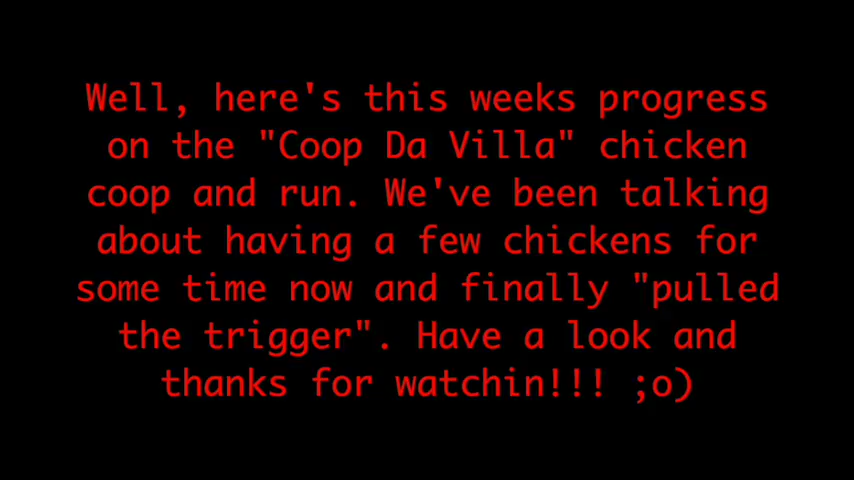 Well, here's this weeks progress
on the "Coop Da Villa" chicken
coop and run. We've been talking
about having a few chickens for
some time now and finally "pulled
the trigger". Have a look and
thanks for watchin!!! ;o)